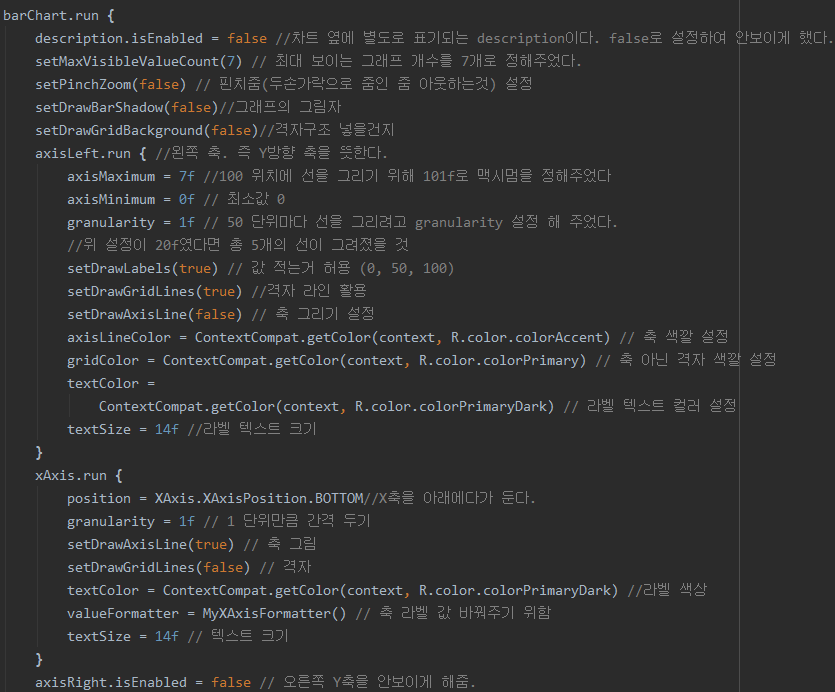 barChart.run {
description.isEnabled = false //차트 옆에 별도로 표기되는 description이다. false로 설정하여 안보이게 했다.
setMaxVisibleValueCount(7) // 최대 보이는 그래프 개수를 7개로 정해주었다.
setPinchZoom(false) // 핀치줌(두손가락으로 줌인 줌 아웃하는것) 설정
setDrawBarShadow(false)//그래프의 그림자
setDrawGridBackground(false)//격자구조 넣을건지
axisLeft.run { //왼쪽 축. 즉 Y방향 축을 뜻한다.
axisMaximum = 7f //100 위치에 선을 그리기 위해 101f로 맥시멈을 정해주었다
axisMinimum = 0f // 최소값 0
granularity = 1f // 50 단위마다 선을 그리려고 granularity 설정 해 주었다.
//위 설정이 20f였다면 총 5개의 선이 그려졌을 것
setDrawLabels(true) // 값 적는거 허용 (0, 50, 100)
setDrawGridLines(true) //격자 라인 활용
setDrawAxisLine(false) // 축 그리기 설정
axisLineColor = ContextCompat.getColor(context, R.color.colorAccent) // 축 색깔 설정
gridColor = ContextCompat.getColor(context, R.color.colorPrimary) // 축 아닌 격자 색깔 설정
textColor =
ContextCompat.getColor(context, R.color.colorPrimaryDark) // 라벨 텍스트 컬러 설정
textSize = 14f //라벨 텍스트 크기
}
xAxis.run {
position = XAxis.XAxisPosition.BOTTOM//X축을 아래에다가 둔다.
granularity = 1f // 1 단위만큼 간격 두기
setDrawAxisLine(true) // 축 그림
setDrawGridLines(false) // 격자
textColor = ContextCompat.getColor(context, R.color.colorPrimaryDark) //라벨 색상
valueFormatter = MyXAxisFormatter() // 축 라벨 값 바꿔주기 위함
textSize = 14f // 텍스트 크기
}
axisRight.isEnabled = false // 오른쪽 Y축을 안보이게 해줌.